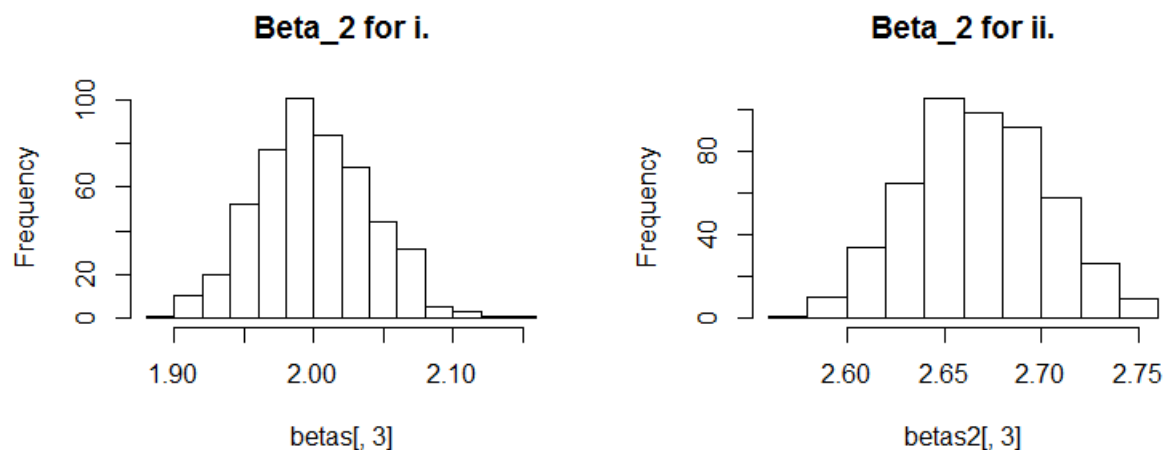 Beta_2 for i.
Frequency
0 20 60 100
1.90 2.00 2.10
betas[, 3]
Beta_2 for ii.
Frequency
0 40 80
2.60 2.65 2.70 2.75
betas2[, 3]